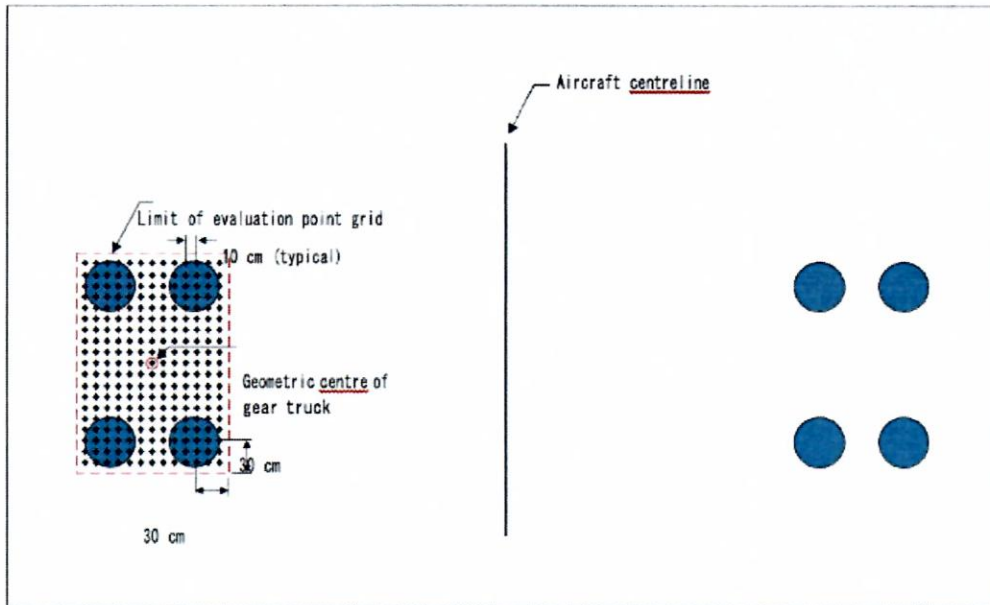 Aircraft centreline
Limit of evaluation point grid
10 cm (typical)
Geometric centre of
gear truck
30 cm
30 cm